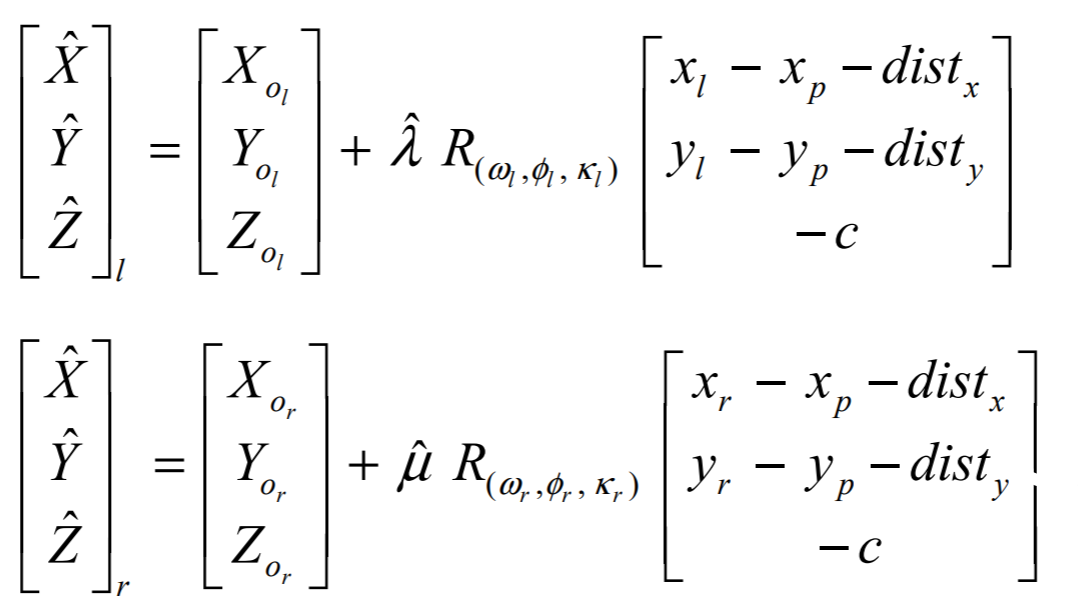 [X̂ Ŷ Ẑ]_l = [X_{o_l} Y_{o_l} Z_{o_l}] + λ̂ R_{(ω_l, ϕ_l, κ_l)} [x_l − x_p − dist_x  y_l − y_p − dist_y  −c]
[X̂ Ŷ Ẑ]_r = [X_{o_r} Y_{o_r} Z_{o_r}] + μ̂ R_{(ω_r, ϕ_r, κ_r)} [x_r − x_p − dist_x  y_r − y_p − dist_y  −c]